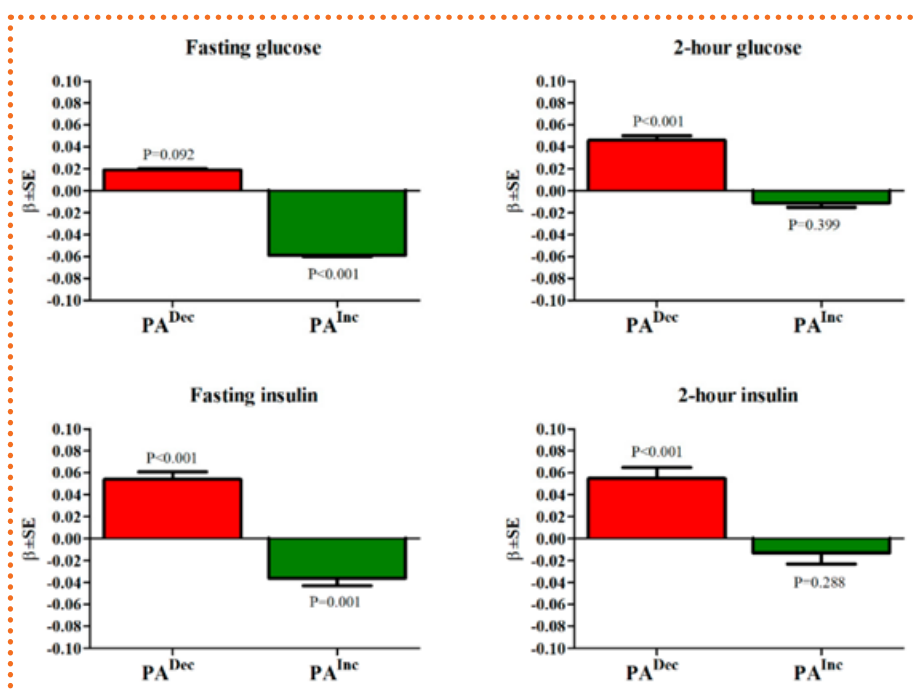 Fasting glucose
β±SE
0.10
0.08
0.06
0.04
0.02
0.00
-0.02
-0.04
-0.06
-0.08
-0.10
P=0.092
P<0.001
PA^Dec PA^Inc
2-hour glucose
β±SE
0.10
0.08
0.06
0.04
0.02
0.00
-0.02
-0.04
-0.06
-0.08
-0.10
P<0.001
P=0.399
PA^Dec PA^Inc
Fasting insulin
β±SE
0.10
0.08
0.06
0.04
0.02
0.00
-0.02
-0.04
-0.06
-0.08
-0.10
P<0.001
P=0.001
PA^Dec PA^Inc
2-hour insulin
β±SE
0.10
0.08
0.06
0.04
0.02
0.00
-0.02
-0.04
-0.06
-0.08
-0.10
P<0.001
P=0.288
PA^Dec PA^Inc